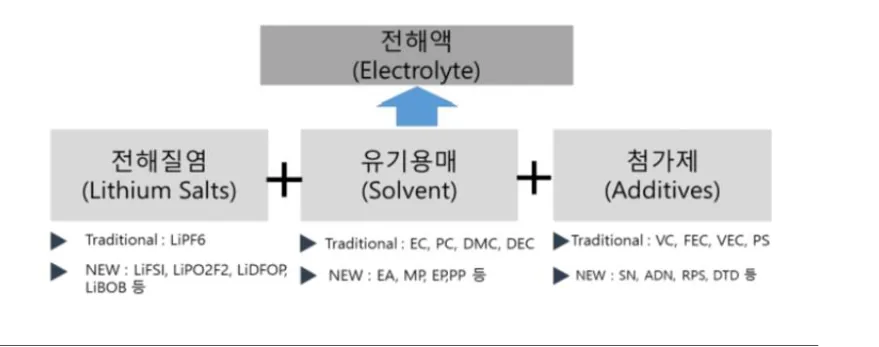 전해액
(Electrolyte)
전해질염
(Lithium Salts)
+
유기용매
(Solvent)
+
첨가제
(Additives)
Traditional : LiPF6
NEW : LiFSI, LiPO2F2, LiDFOP,
LiBOB 등
Traditional : EC, PC, DMC, DEC
NEW : EA, MP, EP,PP 등
Traditional : VC, FEC, VEC, PS
NEW : SN, ADN, RPS, DTD 등